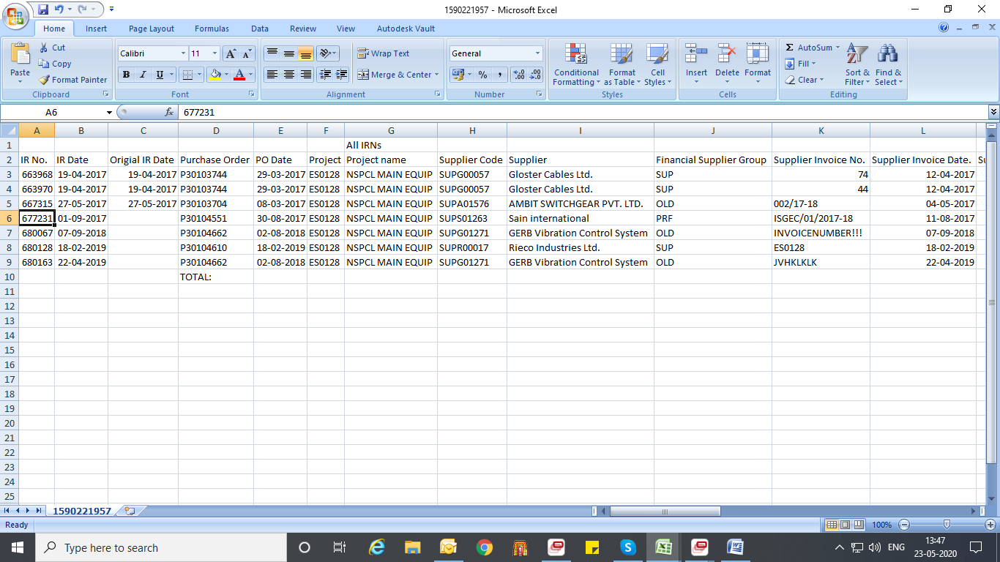 1590221957 - Microsoft Excel
Home Insert Page Layout Formulas Data Review View Autodesk Vault
Paste
Cut
Copy
Format Painter
Clipboard
Calibri 11
B I U
Font
Wrap Text
Merge & Center
Alignment
General
% ,
Number
Conditional Formatting
Format as Table
Cell Styles
Styles
Insert Delete Format
Cells
Σ AutoSum
Fill
Clear
Sort & Filter
Find & Select
Editing
A6 fx 677231
A B C D E F G H I J K L
1 All IRNs
2 IR No. IR Date Origial IR Date Purchase Order PO Date Project Project name Supplier Code Supplier Financial Supplier Group Supplier Invoice No. Supplier Invoice Date. Su
3 663968 19-04-2017 19-04-2017 P30103744 29-03-2017 ES0128 NSPCL MAIN EQUIP SUPG00057 Gloster Cables Ltd. SUP 74 12-04-2017
4 663970 19-04-2017 19-04-2017 P30103744 29-03-2017 ES0128 NSPCL MAIN EQUIP SUPG00057 Gloster Cables Ltd. SUP 44 12-04-2017
5 667315 27-05-2017 27-05-2017 P30103704 08-03-2017 ES0128 NSPCL MAIN EQUIP SUPA01576 AMBIT SWITCHGEAR PVT. LTD. OLD 002/17-18 04-05-2017
6 677231 01-09-2017 P30104551 30-08-2017 ES0128 NSPCL MAIN EQUIP SUPS01263 Sain international PRF ISGEC/01/2017-18 11-08-2017
7 680067 07-09-2018 P30104662 02-08-2018 ES0128 NSPCL MAIN EQUIP SUPG01271 GERB Vibration Control System OLD INVOICENUMBER!!! 07-09-2018
8 680128 18-02-2019 P30104610 18-02-2019 ES0128 NSPCL MAIN EQUIP SUPR00017 Rieco Industries Ltd. SUP ES0128 18-02-2019
9 680163 22-04-2019 P30104662 02-08-2018 ES0128 NSPCL MAIN EQUIP SUPG01271 GERB Vibration Control System OLD JVHKLKLK 22-04-2019
10 TOTAL:
11
12
13
14
15
16
17
18
19
20
21
22
23
24
25
1590221957
Ready 100%
Type here to search
ENG
13:47
23-05-2020